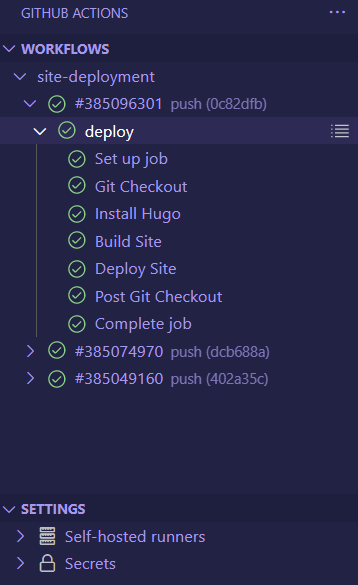 GITHUB ACTIONS
WORKFLOWS
site-deployment
#385096301 push (0c82dfb)
deploy
Set up job
Git Checkout
Install Hugo
Build Site
Deploy Site
Post Git Checkout
Complete job
#385074970 push (dcb688a)
#385049160 push (402a35c)
SETTINGS
Self-hosted runners
Secrets